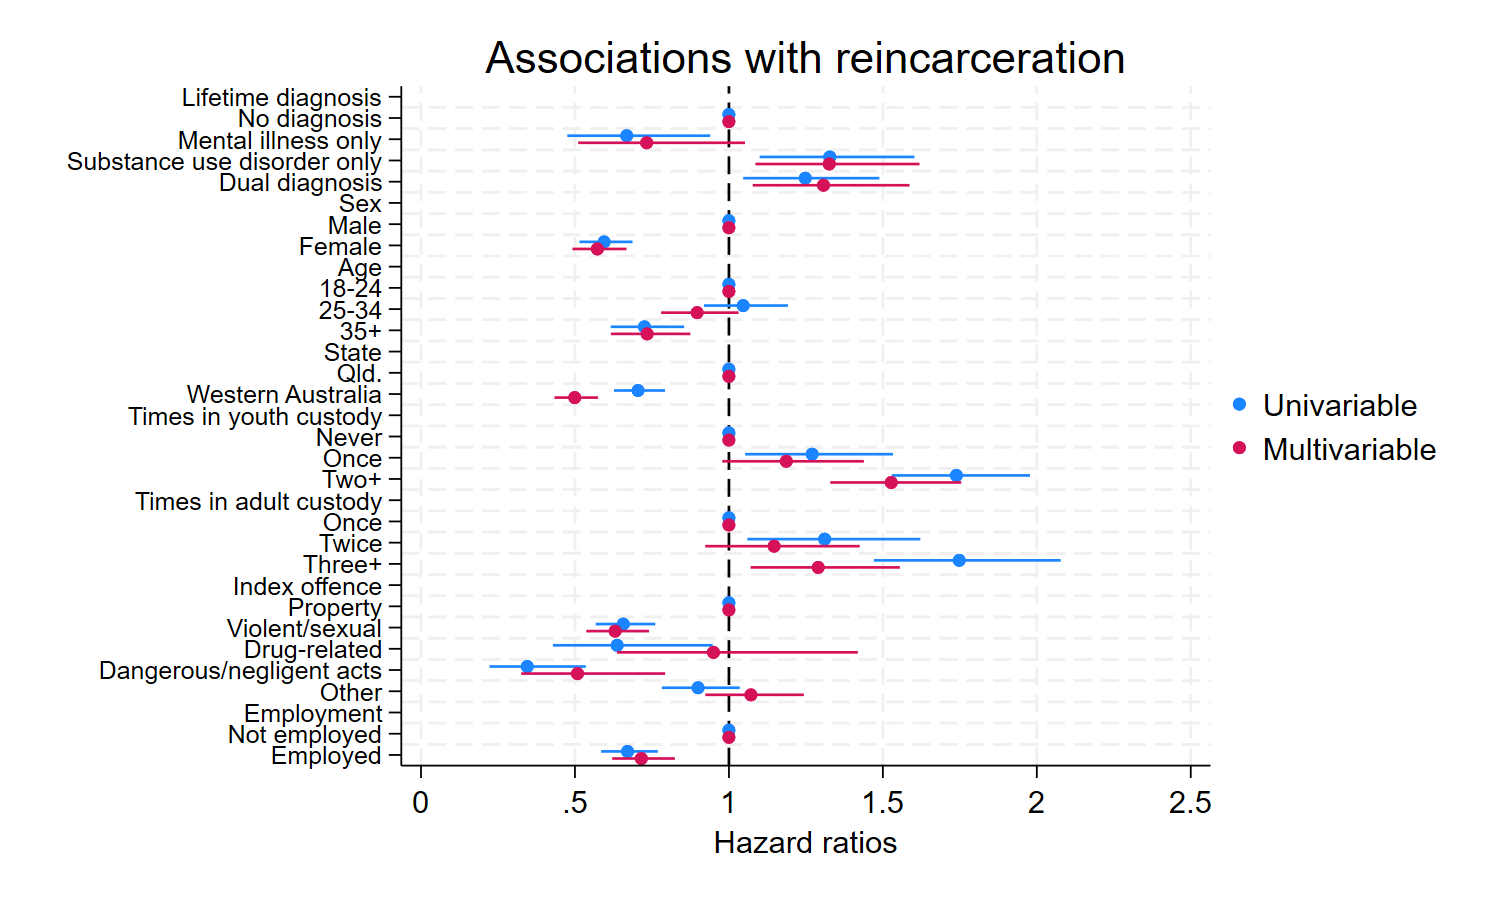 Associations with reincarceration
Lifetime diagnosis
No diagnosis
Mental illness only
Substance use disorder only
Dual diagnosis
Sex
Male
Female
Age
18-24
25-34
35+
State
Qld.
Western Australia
Times in youth custody
Never
Once
Two+
Times in adult custody
Once
Twice
Three+
Index offence
Property
Violent/sexual
Drug-related
Dangerous/negligent acts
Other
Employment
Not employed
Employed
0 .5 1 1.5 2 2.5
Hazard ratios
Univariable
Multivariable